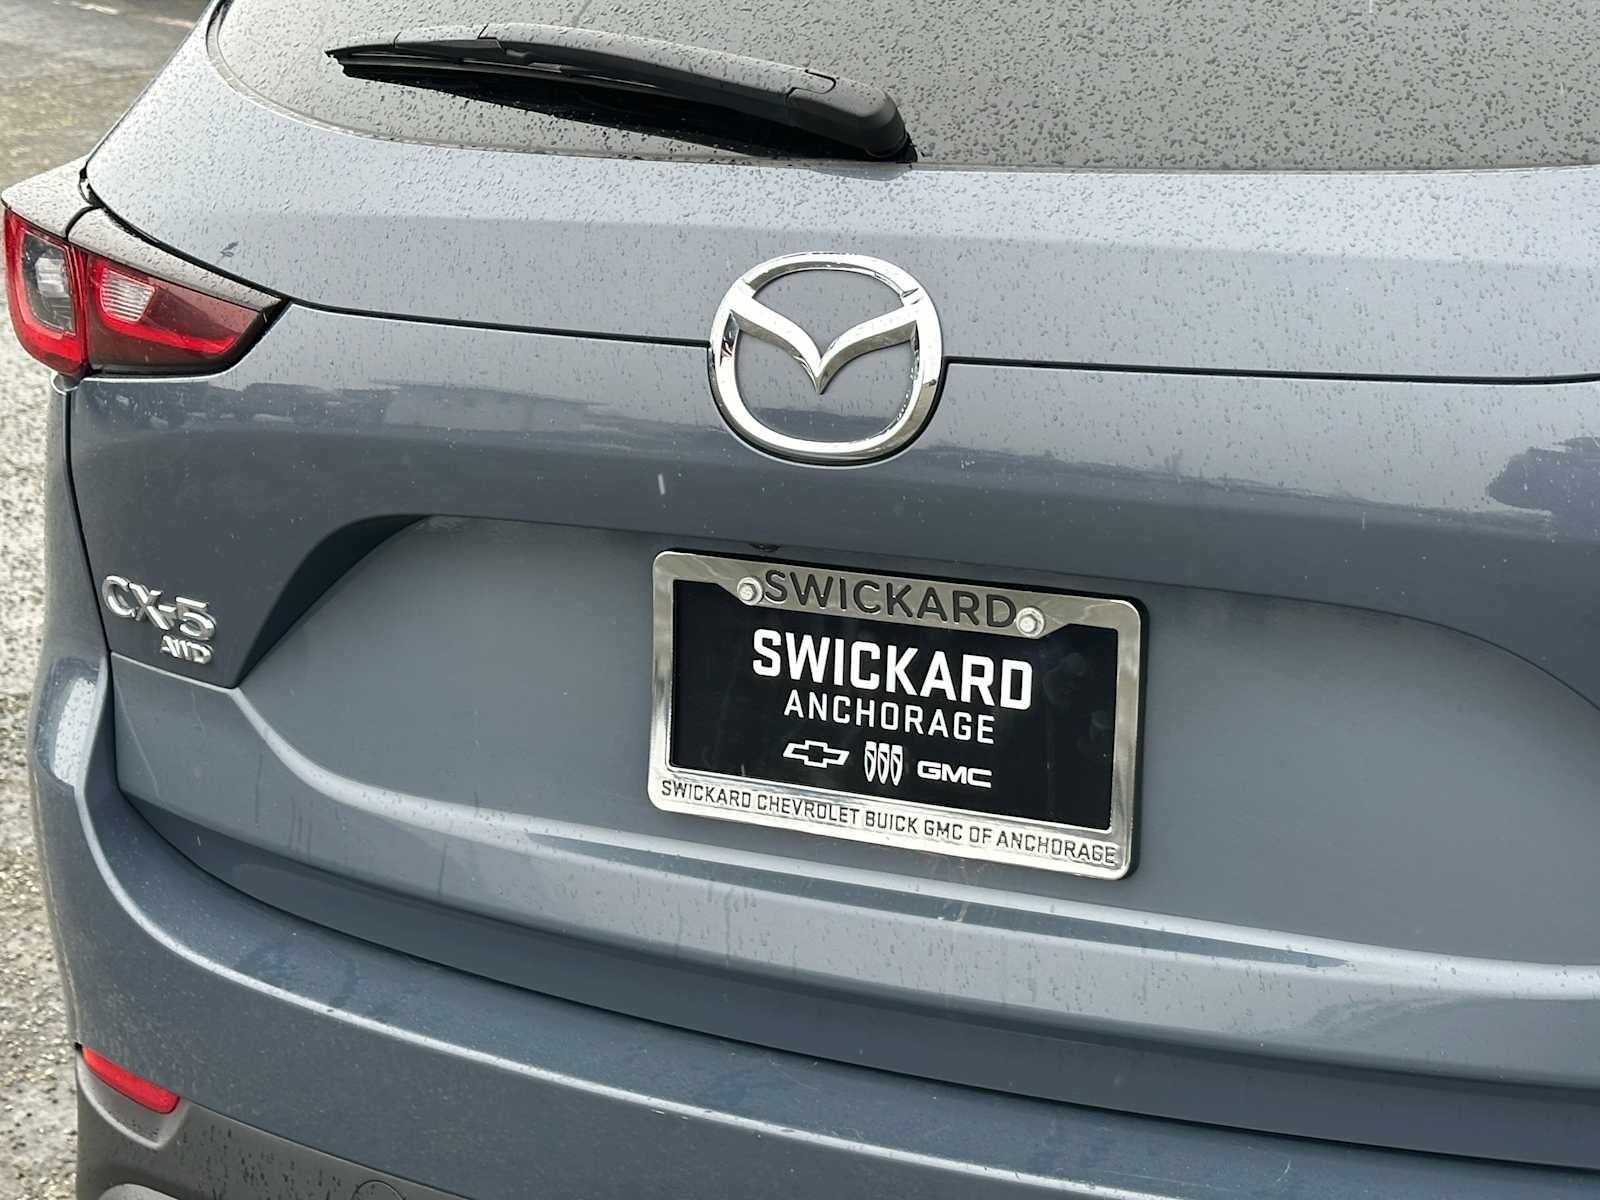 CX-5
AWD
SWICKARD
SWICKARD
ANCHORAGE
GMC
SWICKARD CHEVROLET BUICK GMC OF ANCHORAGE